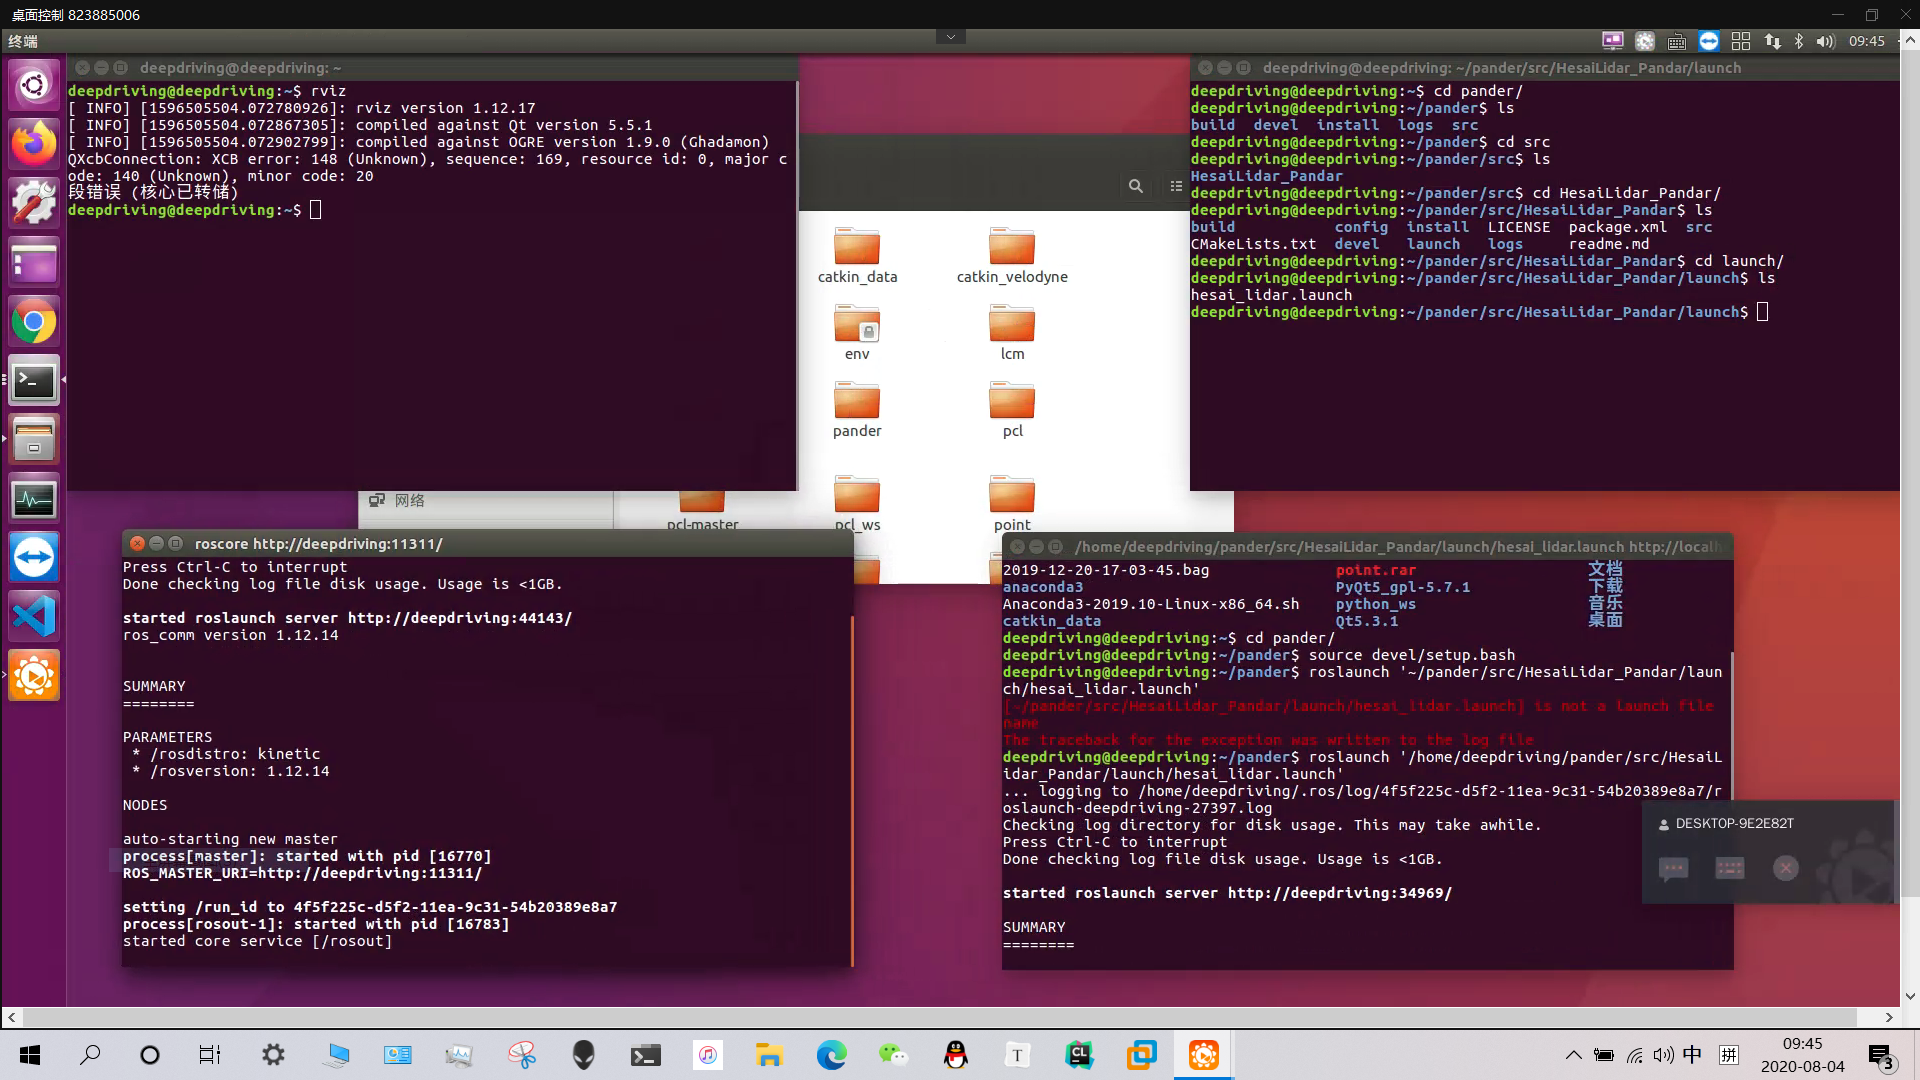 桌面控制 823885006
终端
09:45
deepdriving@deepdriving: ~
deepdriving@deepdriving:~$ rviz
[ INFO] [1596505504.072780926]: rviz version 1.12.17
[ INFO] [1596505504.072867305]: compiled against Qt version 5.5.1
[ INFO] [1596505504.072902799]: compiled against OGRE version 1.9.0 (Ghadamon)
QXcbConnection: XCB error: 148 (Unknown), sequence: 169, resource id: 0, major c
ode: 140 (Unknown), minor code: 20
段错误 (核心已转储)
deepdriving@deepdriving:~$
catkin_data
catkin_velodyne
env
lcm
pander
pcl
网络
pcl-master
pcl_ws
point
deepdriving@deepdriving: ~/pander/src/HesaiLidar_Pandar/launch
deepdriving@deepdriving:~$ cd pander/
deepdriving@deepdriving:~/pander$ ls
build devel install logs src
deepdriving@deepdriving:~/pander$ cd src
deepdriving@deepdriving:~/pander/src$ ls
HesaiLidar_Pandar
deepdriving@deepdriving:~/pander/src$ cd HesaiLidar_Pandar/
deepdriving@deepdriving:~/pander/src/HesaiLidar_Pandar$ ls
build config install LICENSE package.xml src
CMakeLists.txt devel launch logs readme.md
deepdriving@deepdriving:~/pander/src/HesaiLidar_Pandar$ cd launch/
deepdriving@deepdriving:~/pander/src/HesaiLidar_Pandar/launch$ ls
hesai_lidar.launch
deepdriving@deepdriving:~/pander/src/HesaiLidar_Pandar/launch$
roscore http://deepdriving:11311/
Press Ctrl-C to interrupt
Done checking log file disk usage. Usage is <1GB.
started roslaunch server http://deepdriving:44143/
ros_comm version 1.12.14
SUMMARY
========
PARAMETERS
* /rosdistro: kinetic
* /rosversion: 1.12.14
NODES
auto-starting new master
process[master]: started with pid [16770]
ROS_MASTER_URI=http://deepdriving:11311/
setting /run_id to 4f5f225c-d5f2-11ea-9c31-54b20389e8a7
process[rosout-1]: started with pid [16783]
started core service [/rosout]
/home/deepdriving/pander/src/HesaiLidar_Pandar/launch/hesai_lidar.launch http://localh
2019-12-20-17-03-45.bag point.rar 文档
anaconda3 PyQt5_gpl-5.7.1 下载
Anaconda3-2019.10-Linux-x86_64.sh python_ws 音乐
catkin_data Qt5.3.1 桌面
deepdriving@deepdriving:~$ cd pander/
deepdriving@deepdriving:~/pander$ source devel/setup.bash
deepdriving@deepdriving:~/pander$ roslaunch '~/pander/src/HesaiLidar_Pandar/laun
ch/hesai_lidar.launch'
[~/pander/src/HesaiLidar_Pandar/launch/hesai_lidar.launch] is not a launch file
name
The traceback for the exception was written to the log file
deepdriving@deepdriving:~/pander$ roslaunch '/home/deepdriving/pander/src/HesaiL
idar_Pandar/launch/hesai_lidar.launch'
... logging to /home/deepdriving/.ros/log/4f5f225c-d5f2-11ea-9c31-54b20389e8a7/r
oslaunch-deepdriving-27397.log
Checking log directory for disk usage. This may take awhile.
Press Ctrl-C to interrupt
Done checking log file disk usage. Usage is <1GB.
started roslaunch server http://deepdriving:34969/
SUMMARY
========
DESKTOP-9E2E82T
T
CL
中
拼
09:45
2020-08-04
3